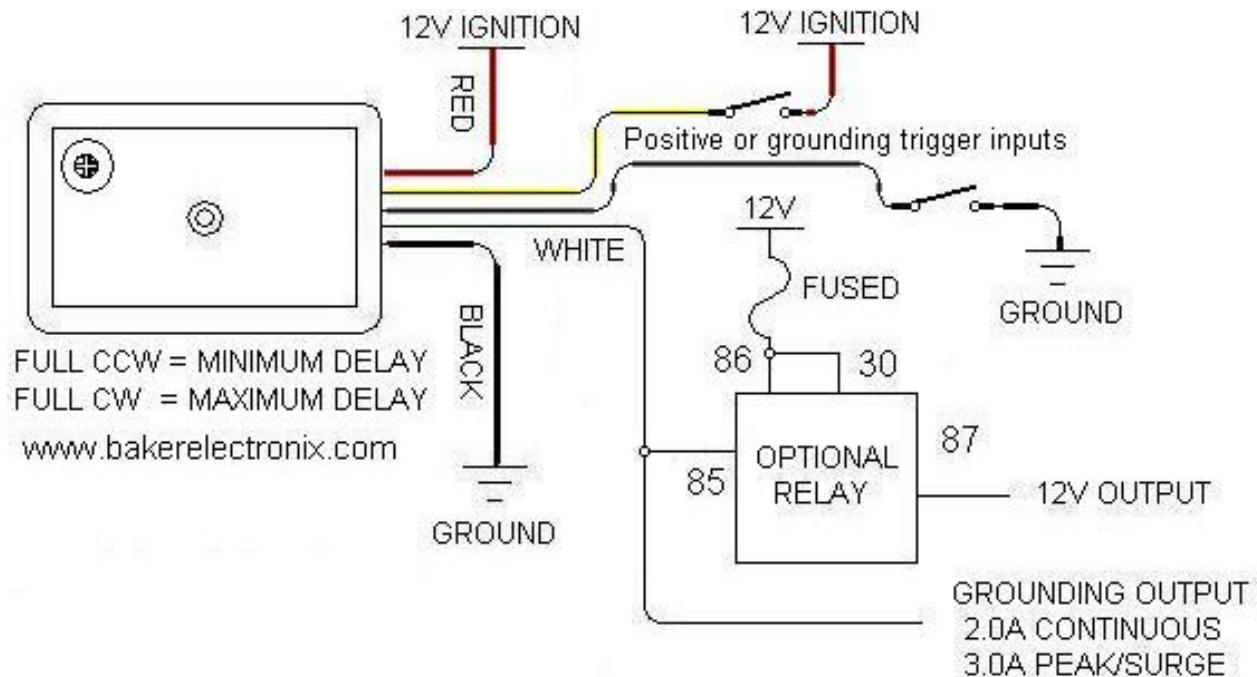 12V IGNITION
12V IGNITION
RED
Positive or grounding trigger inputs
12V
WHITE
FUSED
GROUND
BLACK
FULL CCW = MINIMUM DELAY
FULL CW = MAXIMUM DELAY
www.bakerelectronix.com
86
30
87
85
OPTIONAL
RELAY
12V OUTPUT
GROUND
GROUNDING OUTPUT
2.0A CONTINUOUS
3.0A PEAK/SURGE